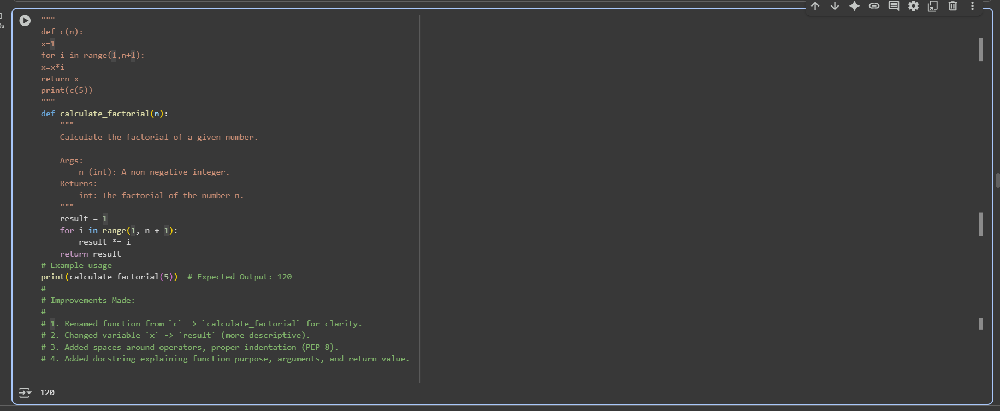 """
def c(n):
x=1
for i in range(1,n+1):
x=x*i
return x
print(c(5))
"""
def calculate_factorial(n):
    """
    Calculate the factorial of a given number.

    Args:
        n (int): A non-negative integer.
    Returns:
        int: The factorial of the number n.
    """
    result = 1
    for i in range(1, n + 1):
        result *= i
    return result
# Example usage
print(calculate_factorial(5))  # Expected Output: 120
# ------------------------------
# Improvements Made:
# ------------------------------
# 1. Renamed function from `c` -> `calculate_factorial` for clarity.
# 2. Changed variable `x` -> `result` (more descriptive).
# 3. Added spaces around operators, proper indentation (PEP 8).
# 4. Added docstring explaining function purpose, arguments, and return value.
120